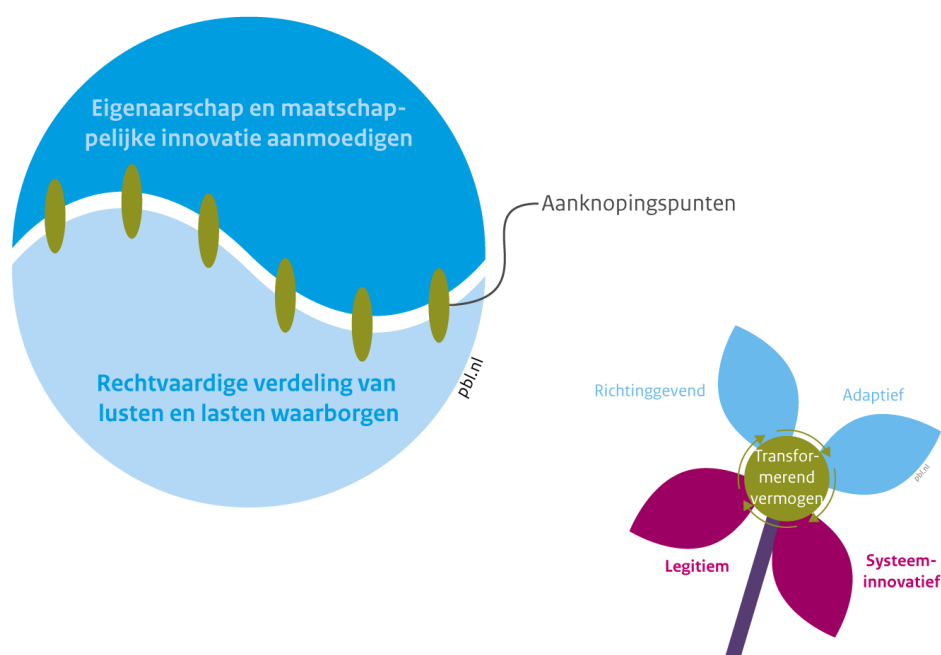 Eigenaarschap en maatschap-
pelijke innovatie aanmoedigen
Aanknopingspunten
Rechtvaardige verdeling van
lusten en lasten waarborgen
pbl.nl
Richtinggevend
Adaptief
Transfor-
merend
vermogen
pbl.nl
Legitiem
Systeem-
innovatief